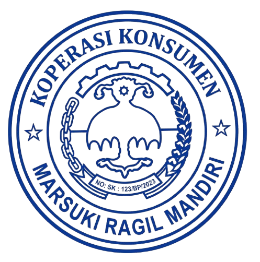 KOPERASI KONSUMEN
NO: SK : 123/BP/2023
MARSUKI RAGIL MANDIRI